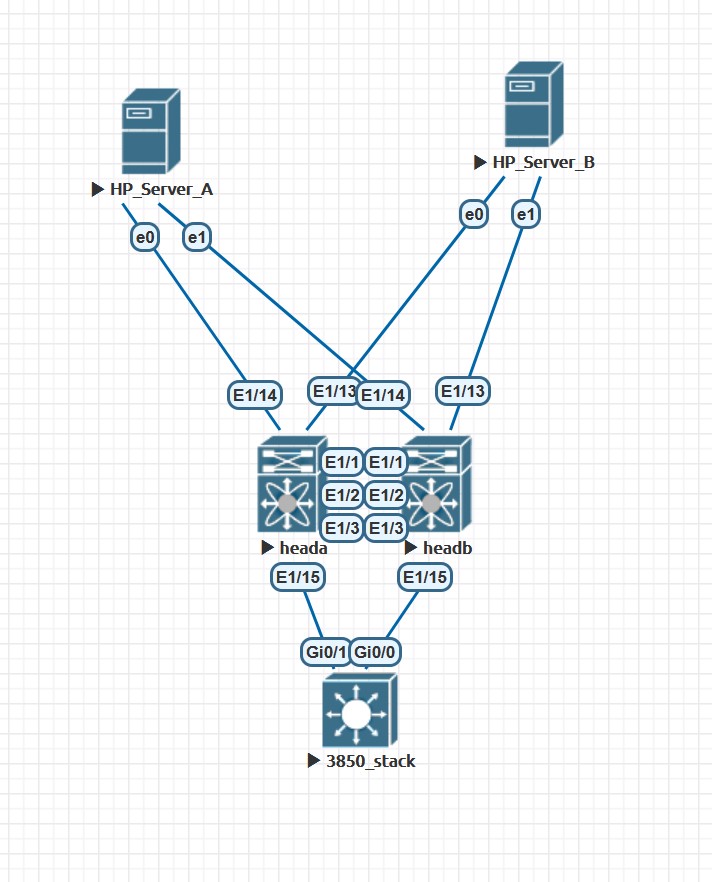 HP_Server_B
HP_Server_A
e0
e1
e0
e1
E1/14
E1/13
E1/14
E1/13
E1/1
E1/1
E1/2
E1/2
E1/3
E1/3
heada
headb
E1/15
E1/15
Gi0/1
Gi0/0
3850_stack